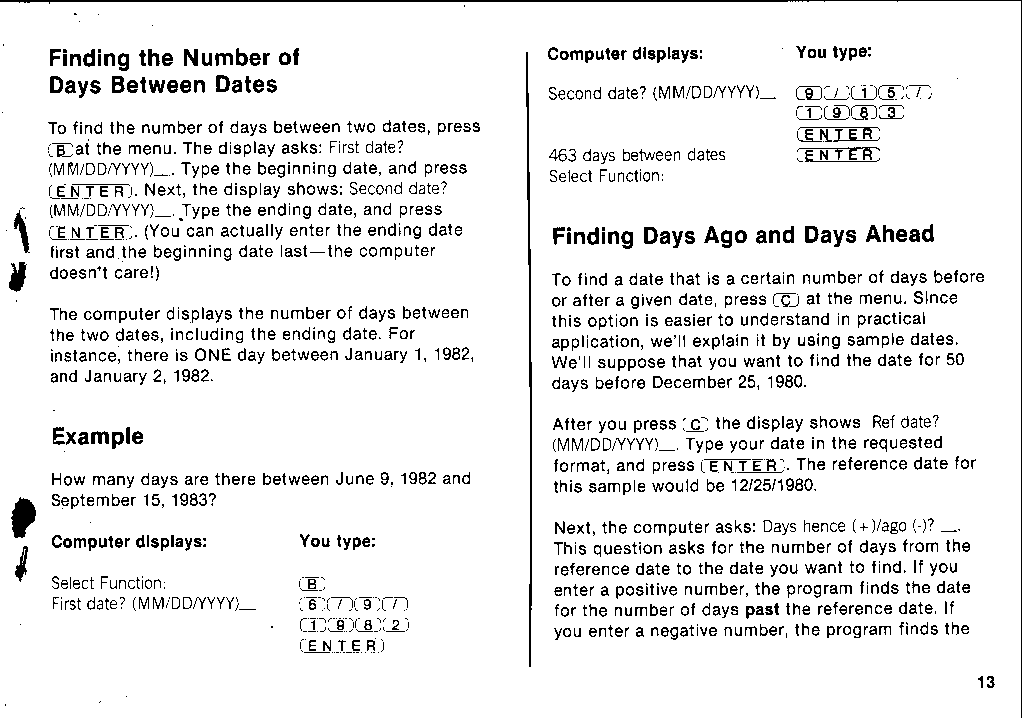 Finding the Number of
Days Between Dates
To find the number of days between two dates, press
(B) at the menu. The display asks: First date?
(MM/DD/YYYY)__. Type the beginning date, and press
(ENTER). Next, the display shows: Second date?
(MM/DD/YYYY)__. Type the ending date, and press
(ENTER). (You can actually enter the ending date
first and the beginning date last—the computer
doesn't care!)
The computer displays the number of days between
the two dates, including the ending date. For
instance, there is ONE day between January 1, 1982,
and January 2, 1982.
Example
How many days are there between June 9, 1982 and
September 15, 1983?
Computer displays: You type:
Select Function: (B)
First date? (MM/DD/YYYY)__ (6)(/)(9)(/)
(1)(9)(8)(2)
(ENTER)
Computer displays: You type:
Second date? (MM/DD/YYYY)__ (9)(/)(1)(5)(/)
(1)(9)(8)(3)
(ENTER)
463 days between dates (ENTER)
Select Function:
Finding Days Ago and Days Ahead
To find a date that is a certain number of days before
or after a given date, press (C) at the menu. Since
this option is easier to understand in practical
application, we'll explain it by using sample dates.
We'll suppose that you want to find the date for 50
days before December 25, 1980.
After you press (C) the display shows Ref date?
(MM/DD/YYYY)__. Type your date in the requested
format, and press (ENTER). The reference date for
this sample would be 12/25/1980.
Next, the computer asks: Days hence (+)/ago (-)? __.
This question asks for the number of days from the
reference date to the date you want to find. If you
enter a positive number, the program finds the date
for the number of days past the reference date. If
you enter a negative number, the program finds the
13